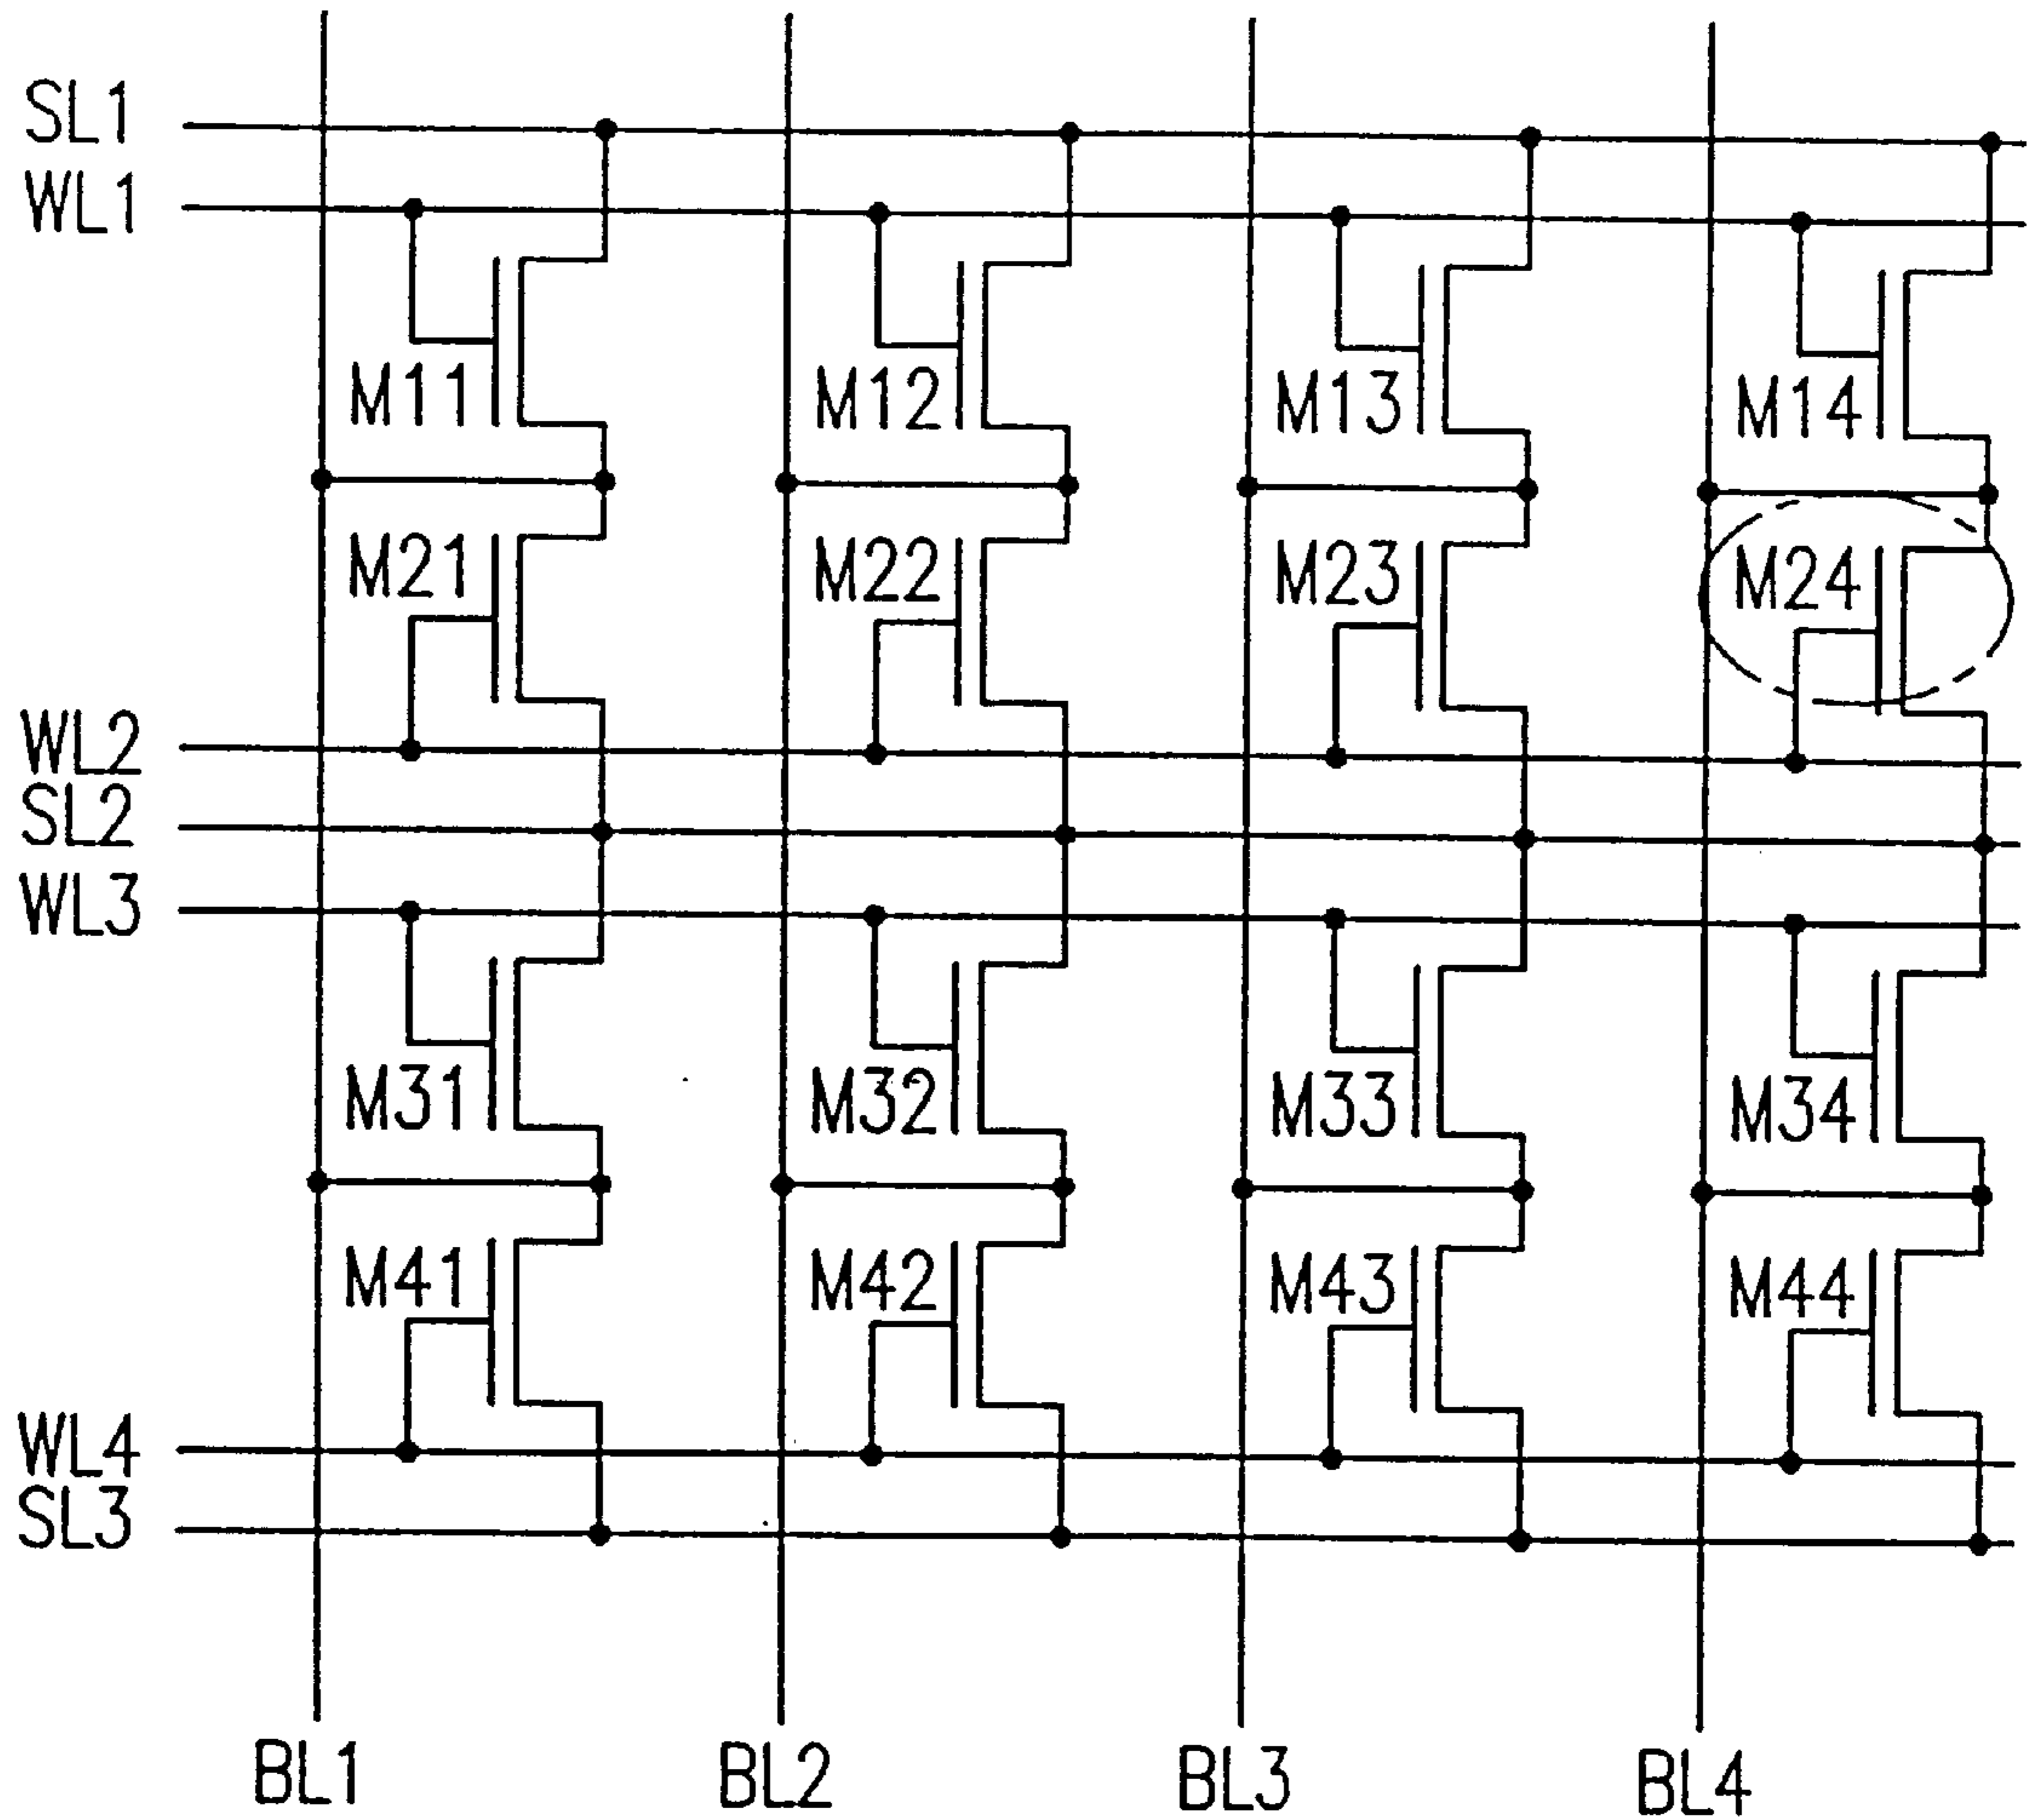 SL1
WL1
M11 M12 M13 M14
M21 M22 M23 M24
WL2
SL2
WL3
M31 M32 M33 M34
M41 M42 M43 M44
WL4
SL3
BL1 BL2 BL3 BL4